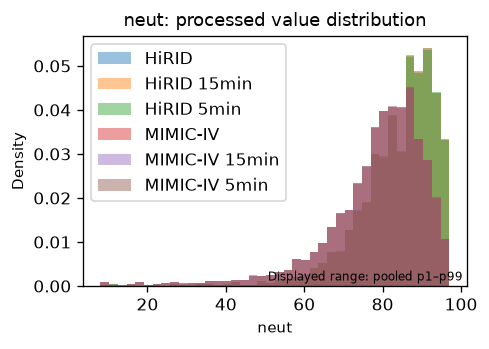 neut: processed value distribution
HiRID
HiRID 15min
HiRID 5min
MIMIC-IV
MIMIC-IV 15min
MIMIC-IV 5min
Density
0.05
0.04
0.03
0.02
0.01
0.00
Displayed range: pooled p1–p99
20 40 60 80 100
neut